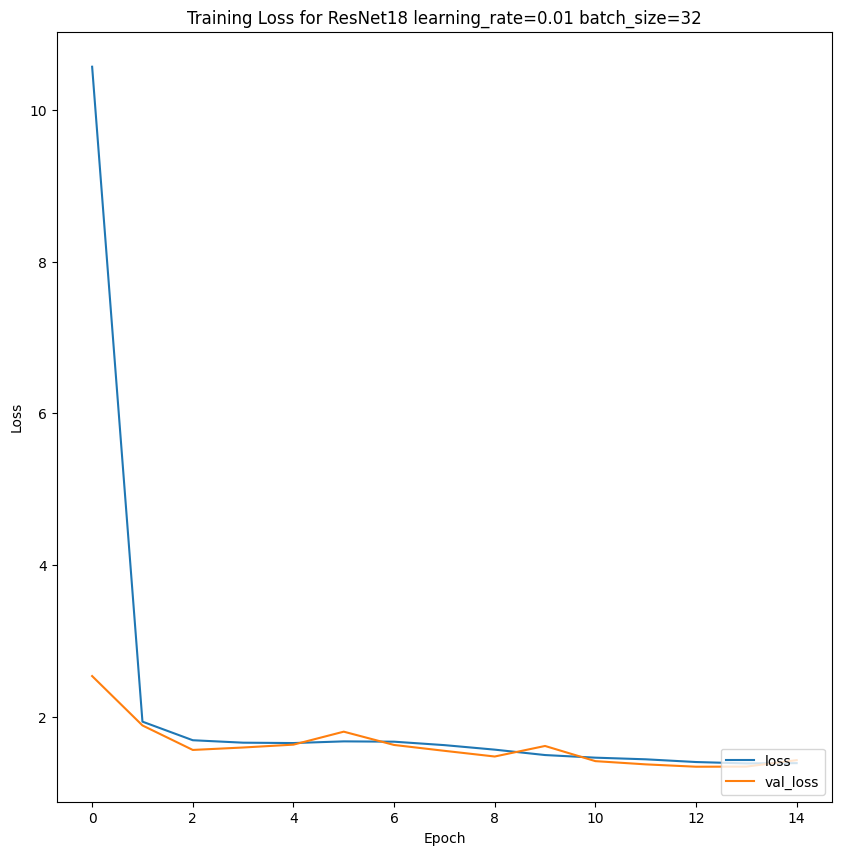 Training Loss for ResNet18 learning_rate=0.01 batch_size=32
10
8
6
4
2
Loss
loss
val_loss
0 2 4 6 8 10 12 14
Epoch